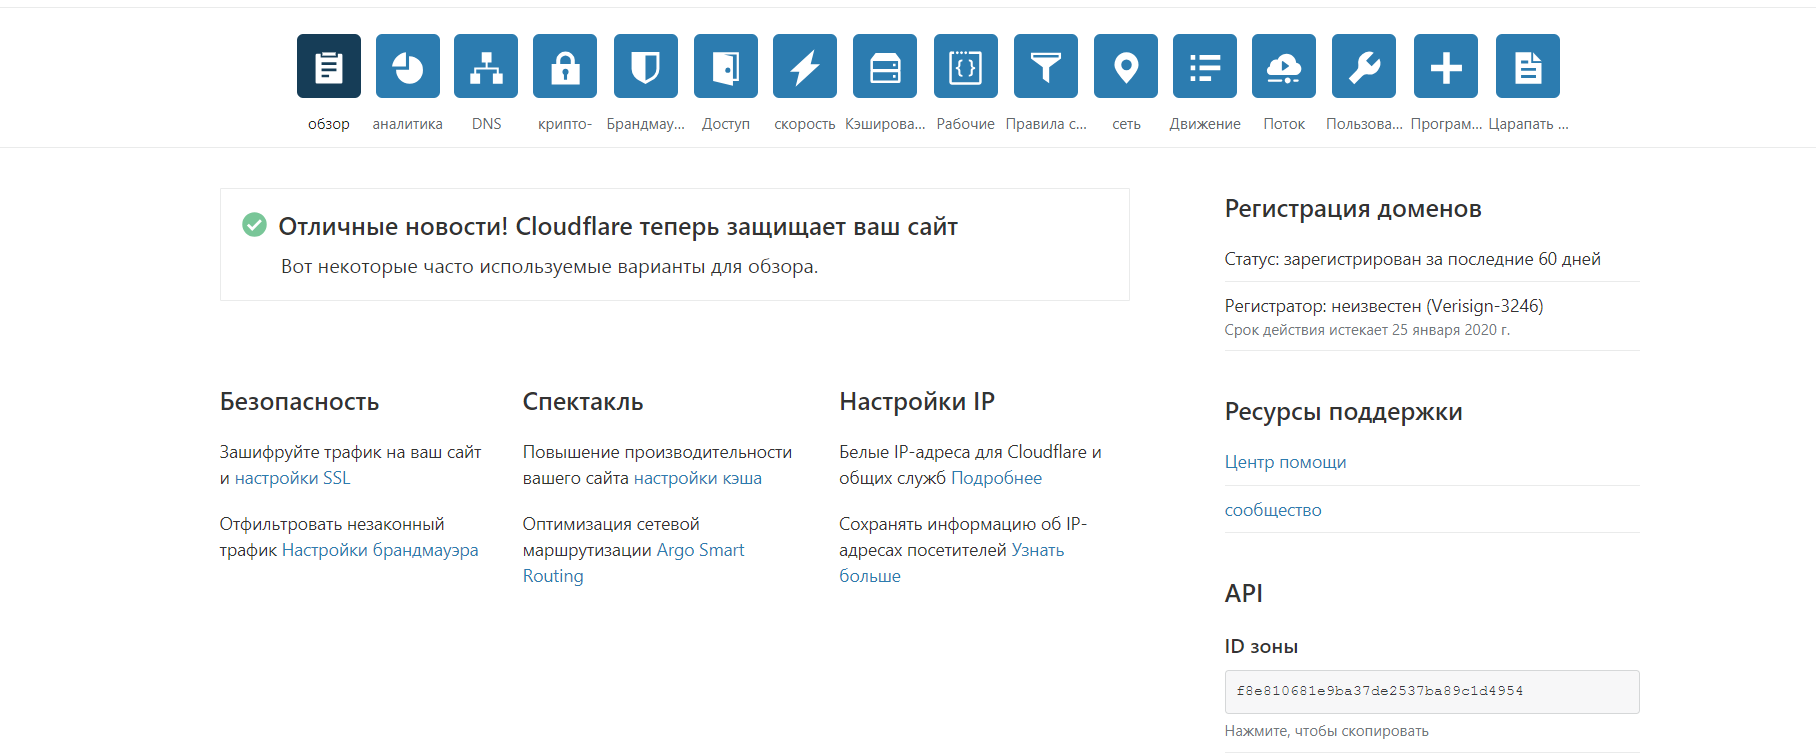 обзор
аналитика
DNS
крипто-
Брандмау...
Доступ
скорость
Кэширова...
Рабочие
Правила с...
сеть
Движение
Поток
Пользова...
Програм...
Царапать ...
Отличные новости! Cloudflare теперь защищает ваш сайт
Вот некоторые часто используемые варианты для обзора.
Безопасность
Зашифруйте трафик на ваш сайт
и настройки SSL
Отфильтровать незаконный
трафик Настройки брандмауэра
Спектакль
Повышение производительности
вашего сайта настройки кэша
Оптимизация сетевой
маршрутизации Argo Smart
Routing
Настройки IP
Белые IP-адреса для Cloudflare и
общих служб Подробнее
Сохранять информацию об IP-
адресах посетителей Узнать
больше
Регистрация доменов
Статус: зарегистрирован за последние 60 дней
Регистратор: неизвестен (Verisign-3246)
Срок действия истекает 25 января 2020 г.
Ресурсы поддержки
Центр помощи
сообщество
API
ID зоны
f8e810681e9ba37de2537ba89c1d4954
Нажмите, чтобы скопировать